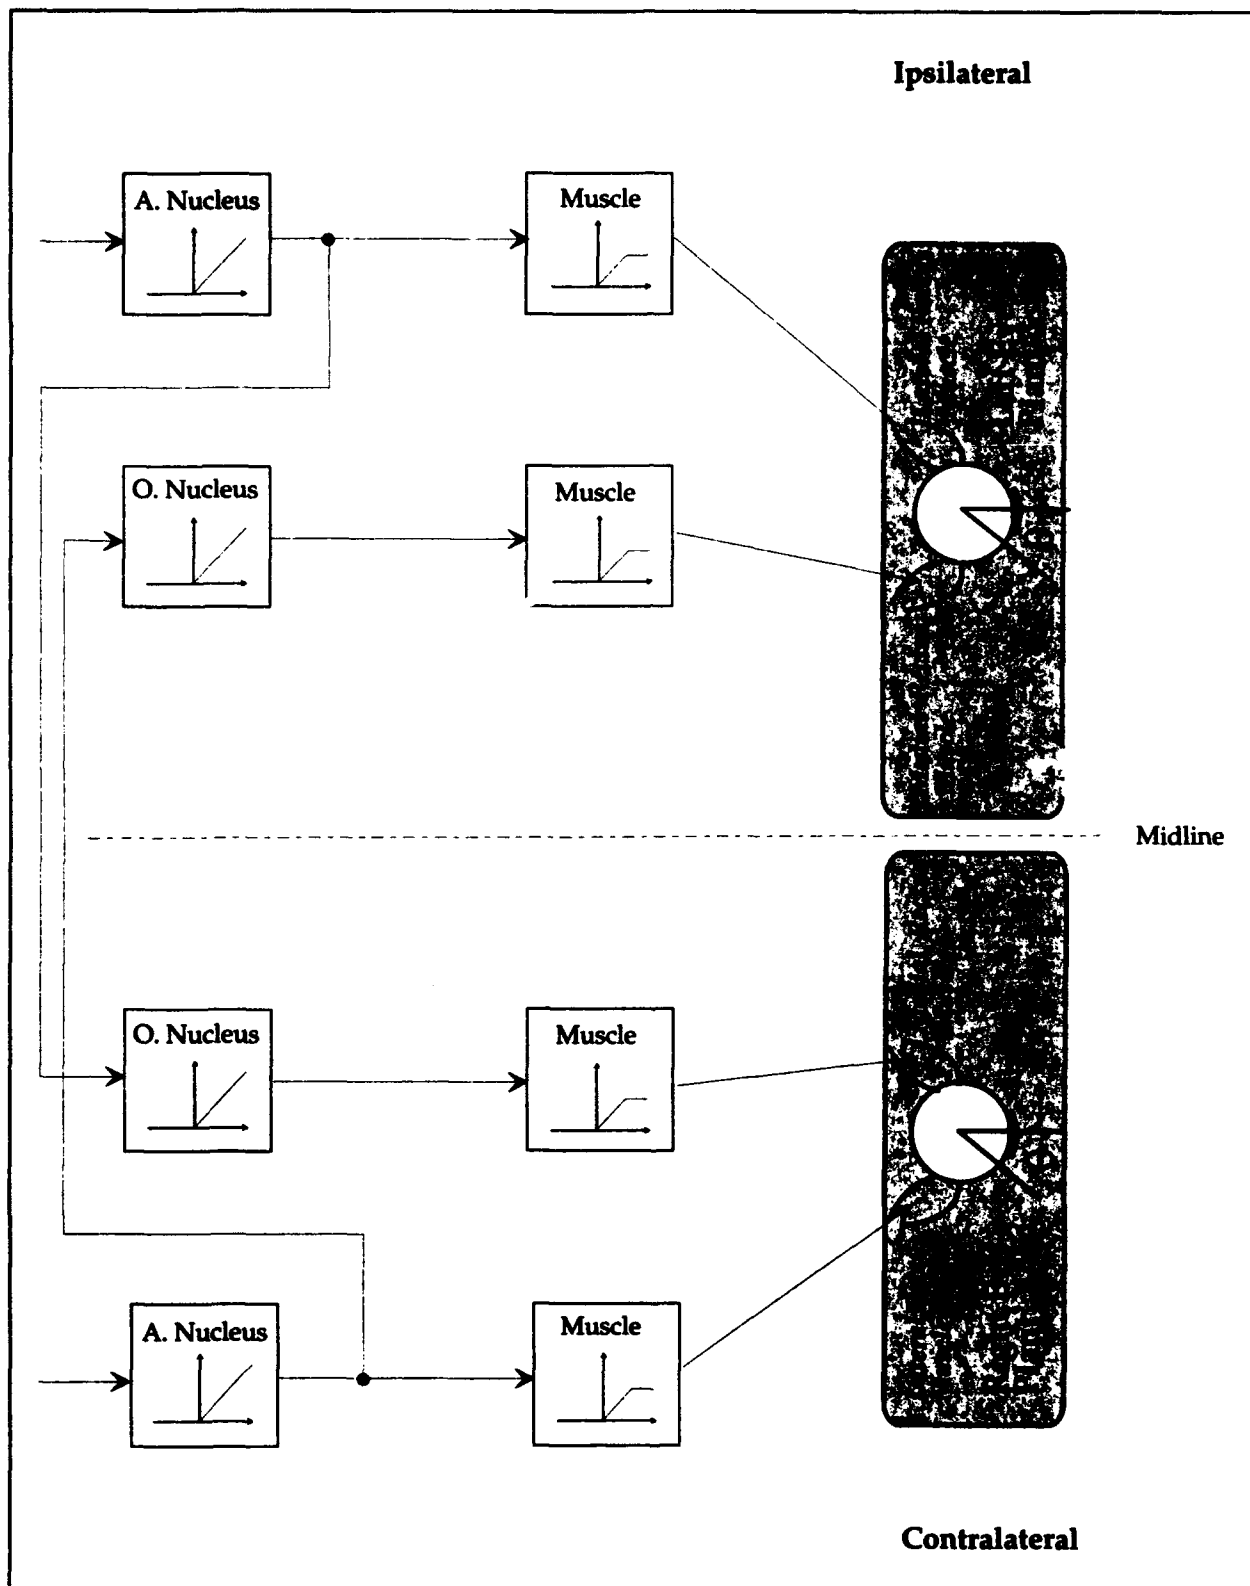 Ipsilateral
A. Nucleus
Muscle
O. Nucleus
Muscle
Midline
O. Nucleus
Muscle
A. Nucleus
Muscle
Contralateral